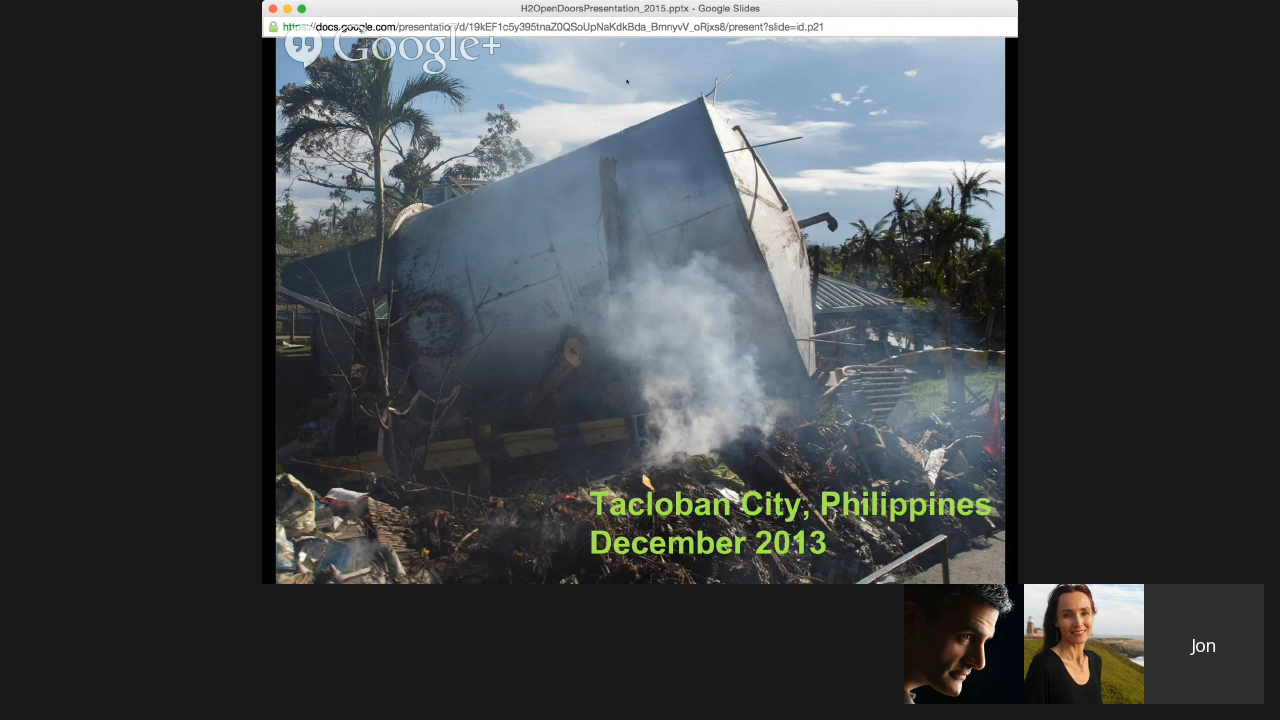 H2OpenDoorsPresentation_2015.pptx - Google Slides
https://docs.google.com/presentation/d/19kEF1c5y395tnaZ0QSoUpNaKdkBda_BmnyvV_oRjxs8/present?slide=id.p21
Google+
Tacloban City, Philippines
December 2013
Jon